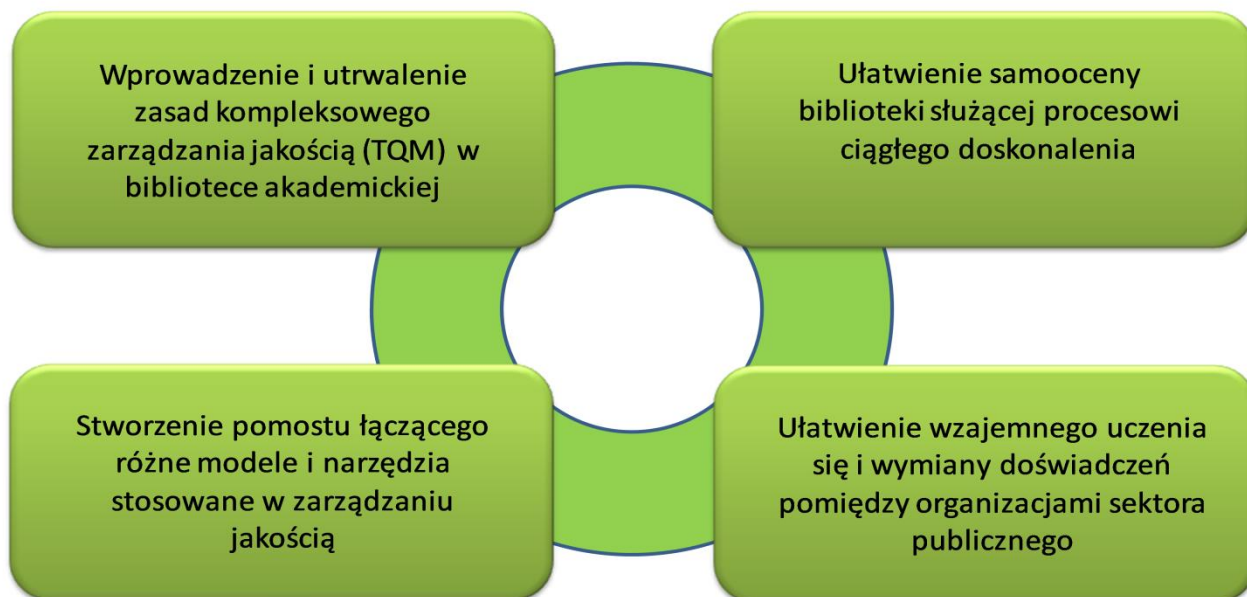 Wprowadzenie i utrwalenie
zasad kompleksowego
zarządzania jakością (TQM) w
bibliotece akademickiej
Ułatwienie samooceny
biblioteki służącej procesowi
ciągłego doskonalenia
Stworzenie pomostu łączącego
różne modele i narzędzia
stosowane w zarządzaniu
jakością
Ułatwienie wzajemnego uczenia
się i wymiany doświadczeń
pomiędzy organizacjami sektora
publicznego